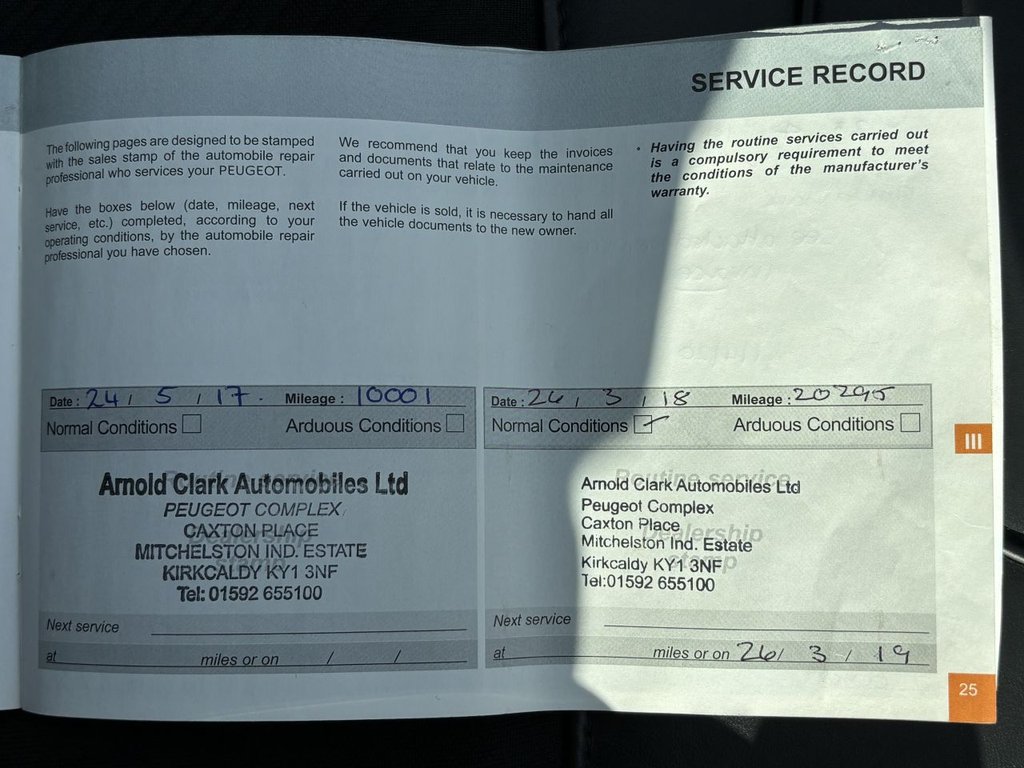 SERVICE RECORD
The following pages are designed to be stamped
with the sales stamp of the automobile repair
professional who services your PEUGEOT.
Have the boxes below (date, mileage, next
service, etc.) completed, according to your
operating conditions, by the automobile repair
professional you have chosen.
We recommend that you keep the invoices
and documents that relate to the maintenance
carried out on your vehicle.
If the vehicle is sold, it is necessary to hand all
the vehicle documents to the new owner.
• Having the routine services carried out
is a compulsory requirement to meet
the conditions of the manufacturer's
warranty.
Date : 24 / 5 / 17 . Mileage : 10001
Normal Conditions Arduous Conditions
Routine service
Dealership
stamp
Arnold Clark Automobiles Ltd
PEUGEOT COMPLEX
CAXTON PLACE
MITCHELSTON IND. ESTATE
KIRKCALDY KY1 3NF
Tel: 01592 655100
Next service
at miles or on / /
Date : 26 / 3 / 18 Mileage : 20295
Normal Conditions Arduous Conditions
Routine service
Dealership
stamp
Arnold Clark Automobiles Ltd
Peugeot Complex
Caxton Place
Mitchelston Ind. Estate
Kirkcaldy KY1 3NF
Tel:01592 655100
Next service
at miles or on 26 / 3 / 19
III
25